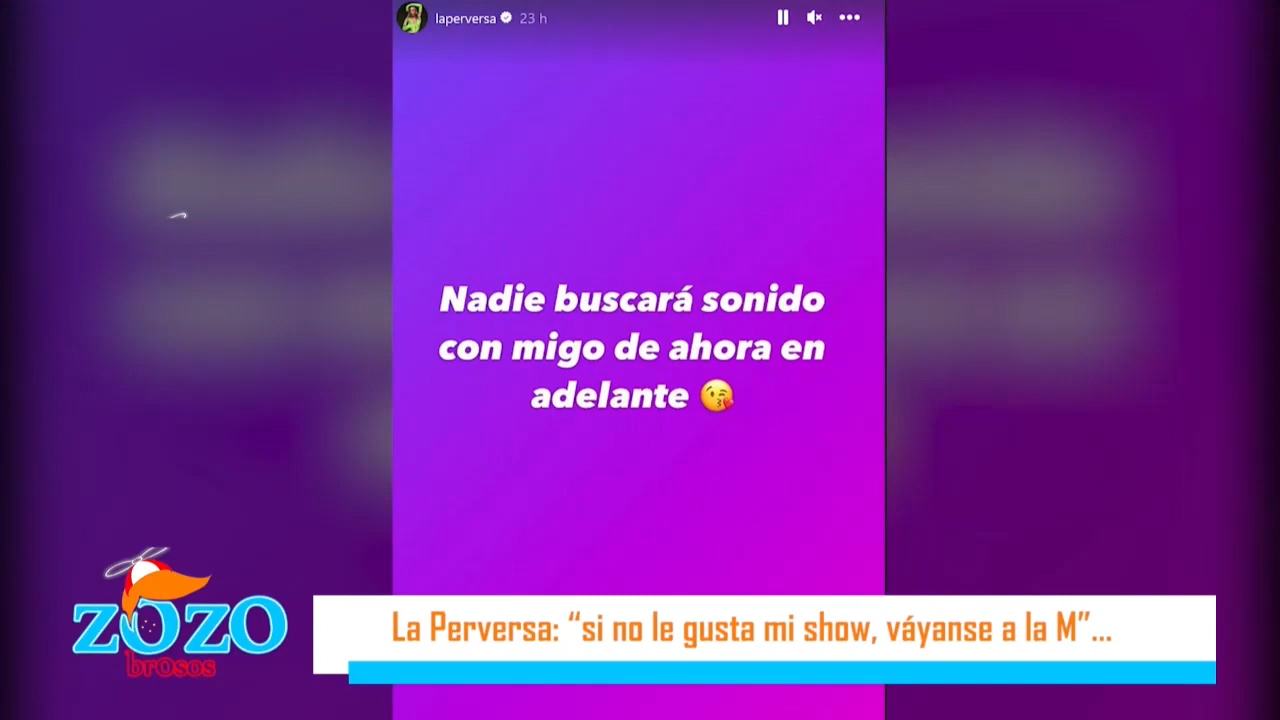 laperversa 23 h
Nadie buscará sonido
con migo de ahora en
adelante 😘
La Perversa: “si no le gusta mi show, váyanse a la M”...
zozo
brosos